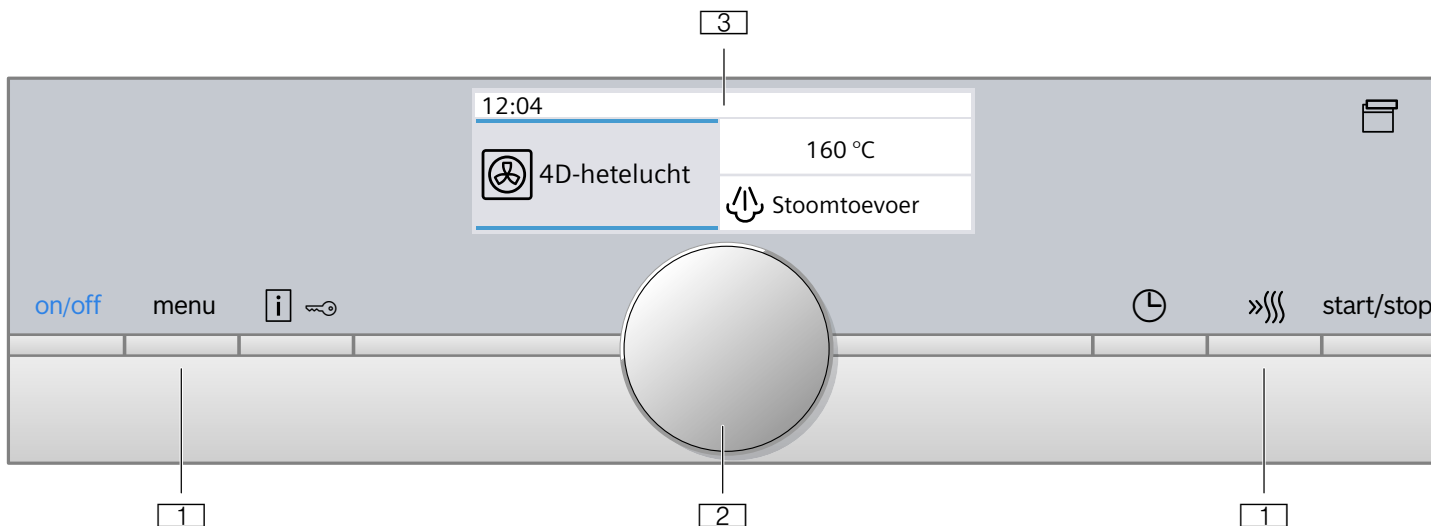 3
12:04
160 °C
4D-hetelucht
Stoomtoevoer
on/off menu i start/stop
1 2 1